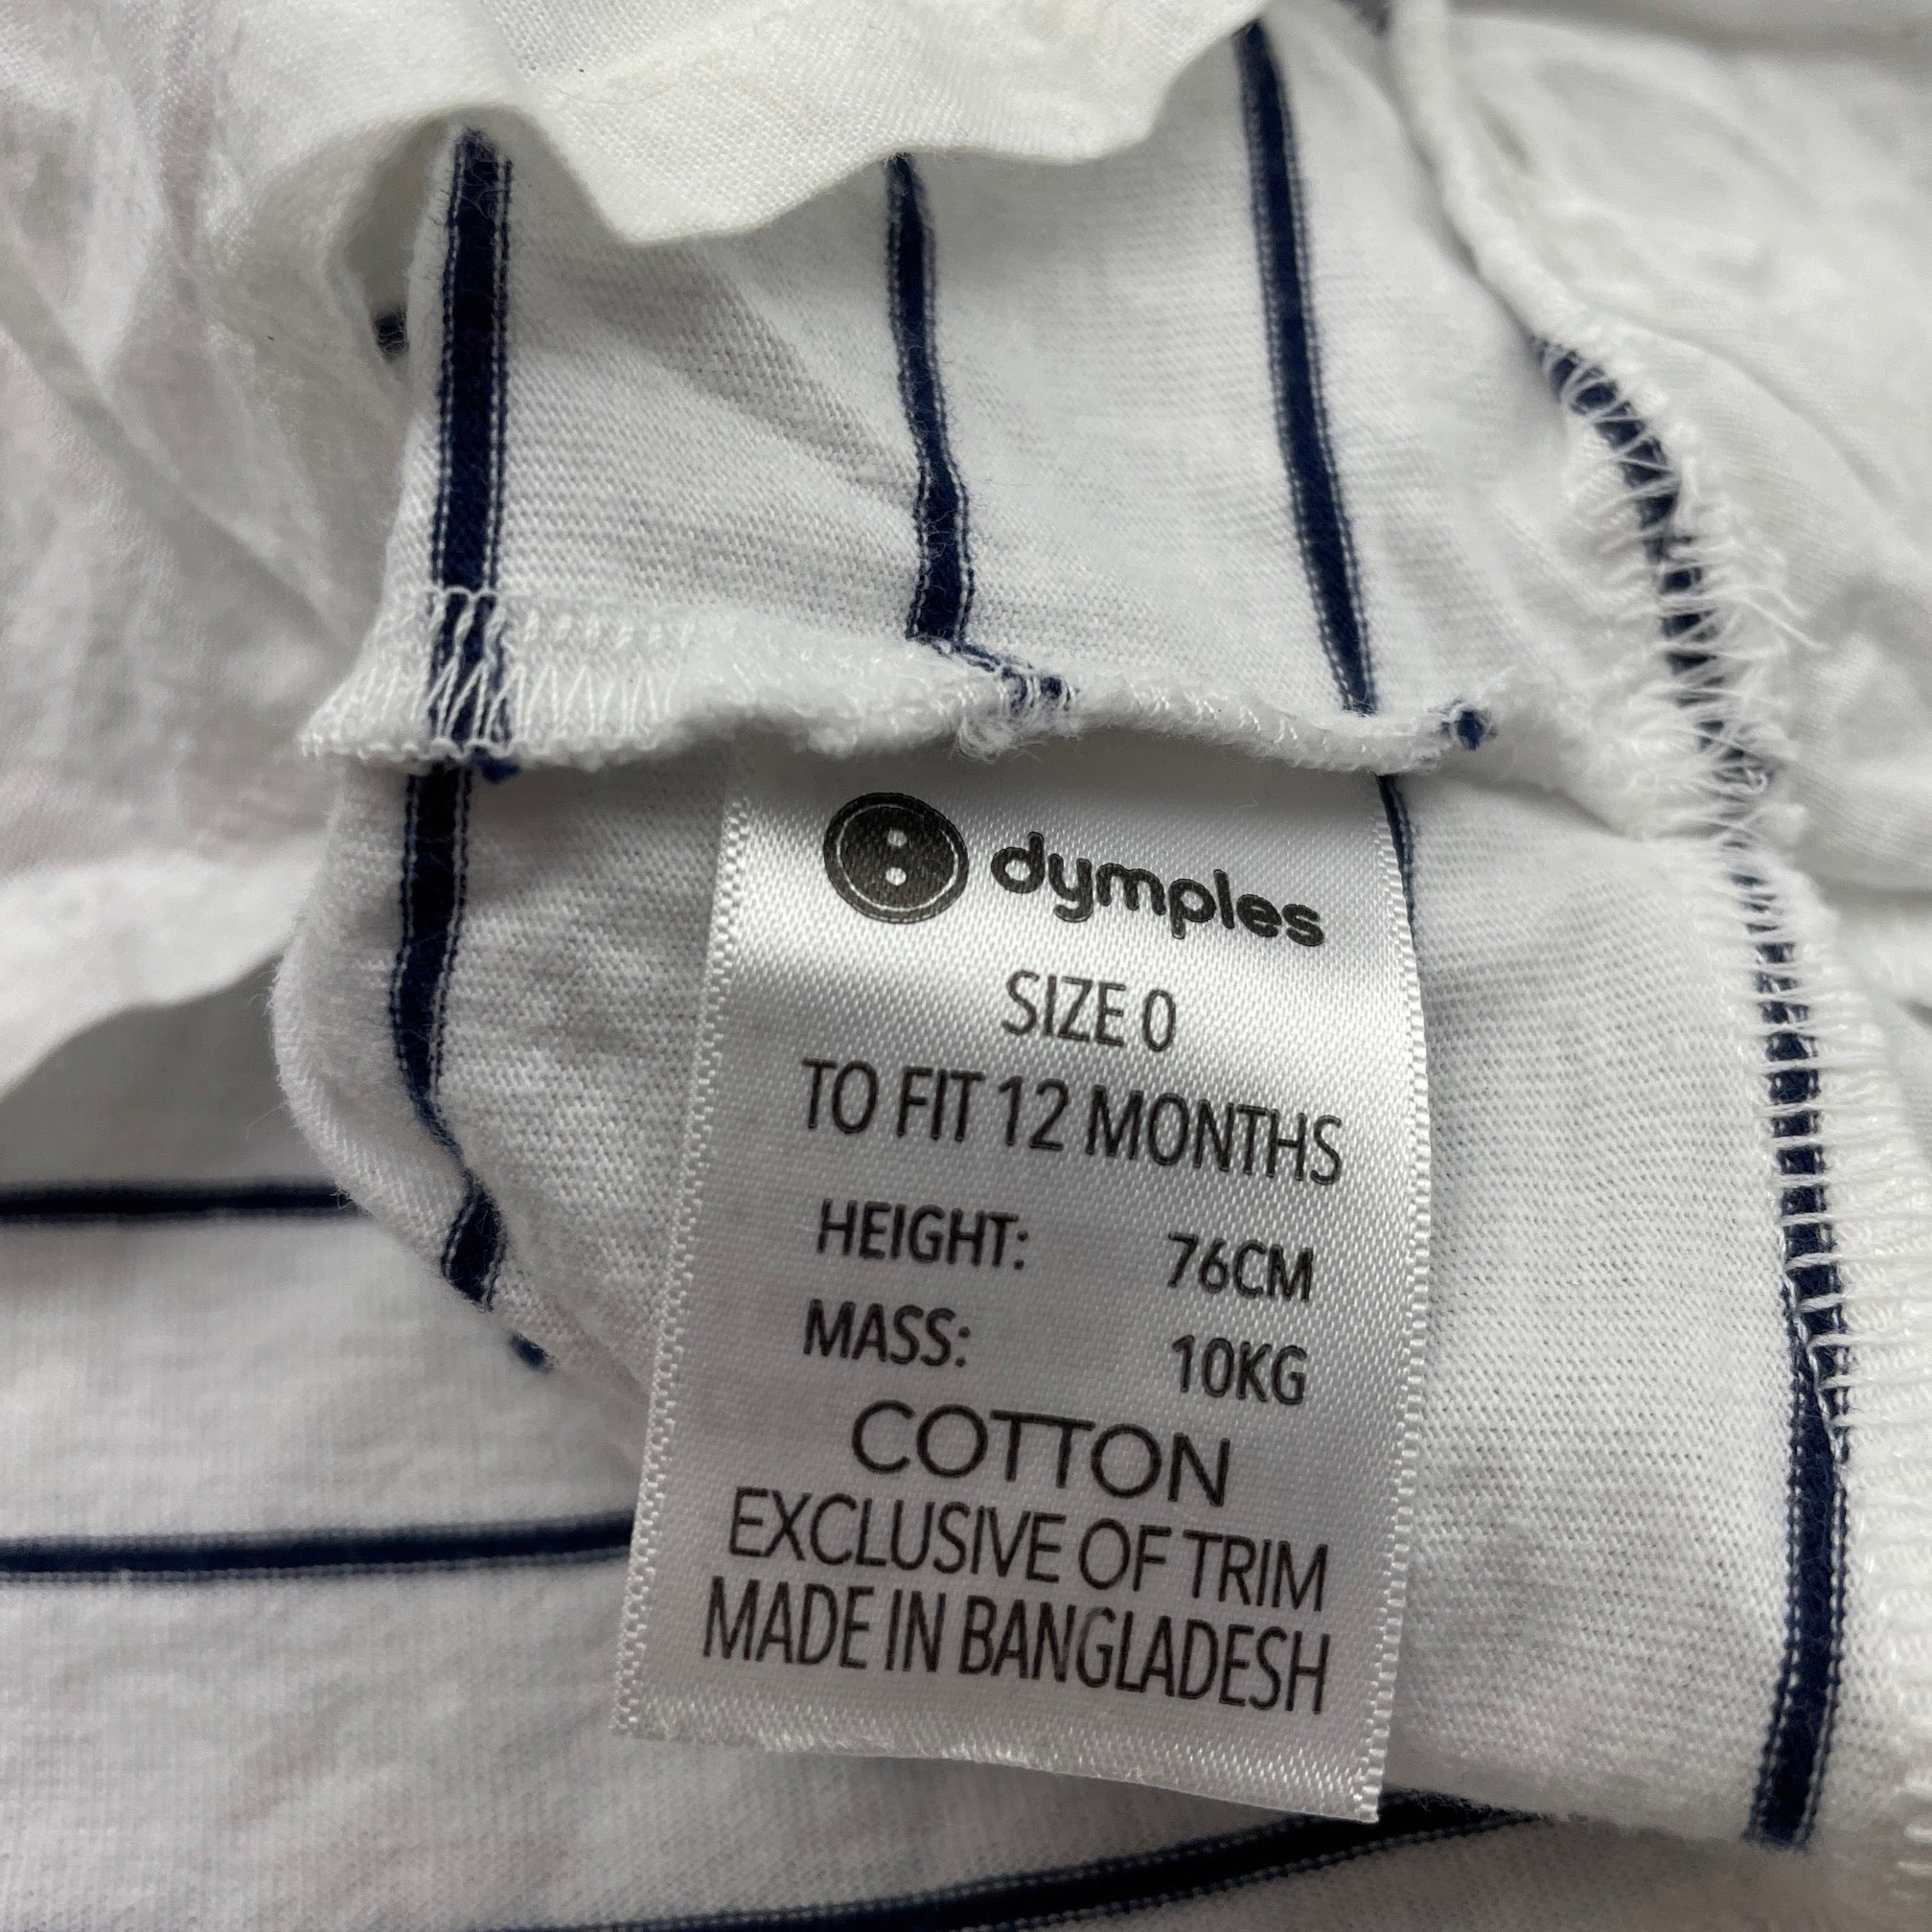 dymples
SIZE 0
TO FIT 12 MONTHS
HEIGHT: 76CM
MASS: 10KG
COTTON
EXCLUSIVE OF TRIM
MADE IN BANGLADESH